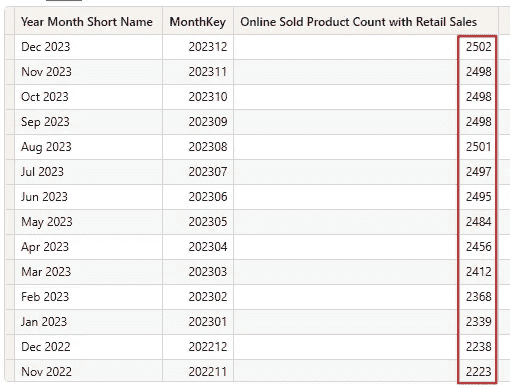 Year Month Short Name MonthKey Online Sold Product Count with Retail Sales
Dec 2023 202312 2502
Nov 2023 202311 2498
Oct 2023 202310 2498
Sep 2023 202309 2498
Aug 2023 202308 2501
Jul 2023 202307 2497
Jun 2023 202306 2495
May 2023 202305 2484
Apr 2023 202304 2456
Mar 2023 202303 2412
Feb 2023 202302 2368
Jan 2023 202301 2339
Dec 2022 202212 2238
Nov 2022 202211 2223